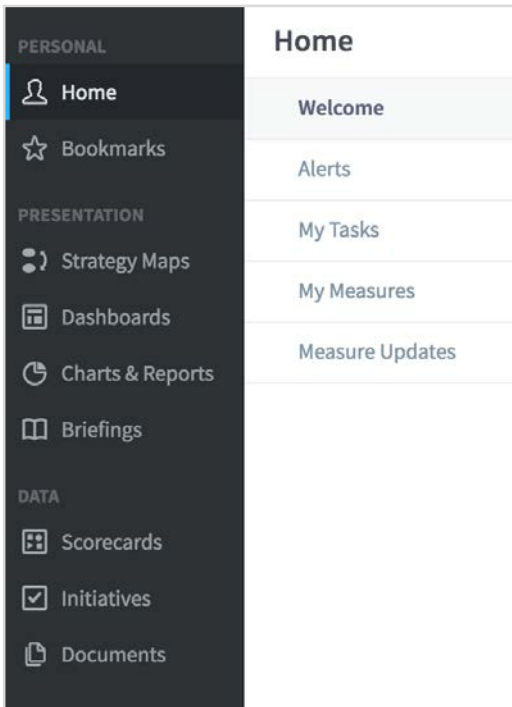 PERSONAL
Home
Bookmarks
PRESENTATION
Strategy Maps
Dashboards
Charts & Reports
Briefings
DATA
Scorecards
Initiatives
Documents
Home
Welcome
Alerts
My Tasks
My Measures
Measure Updates